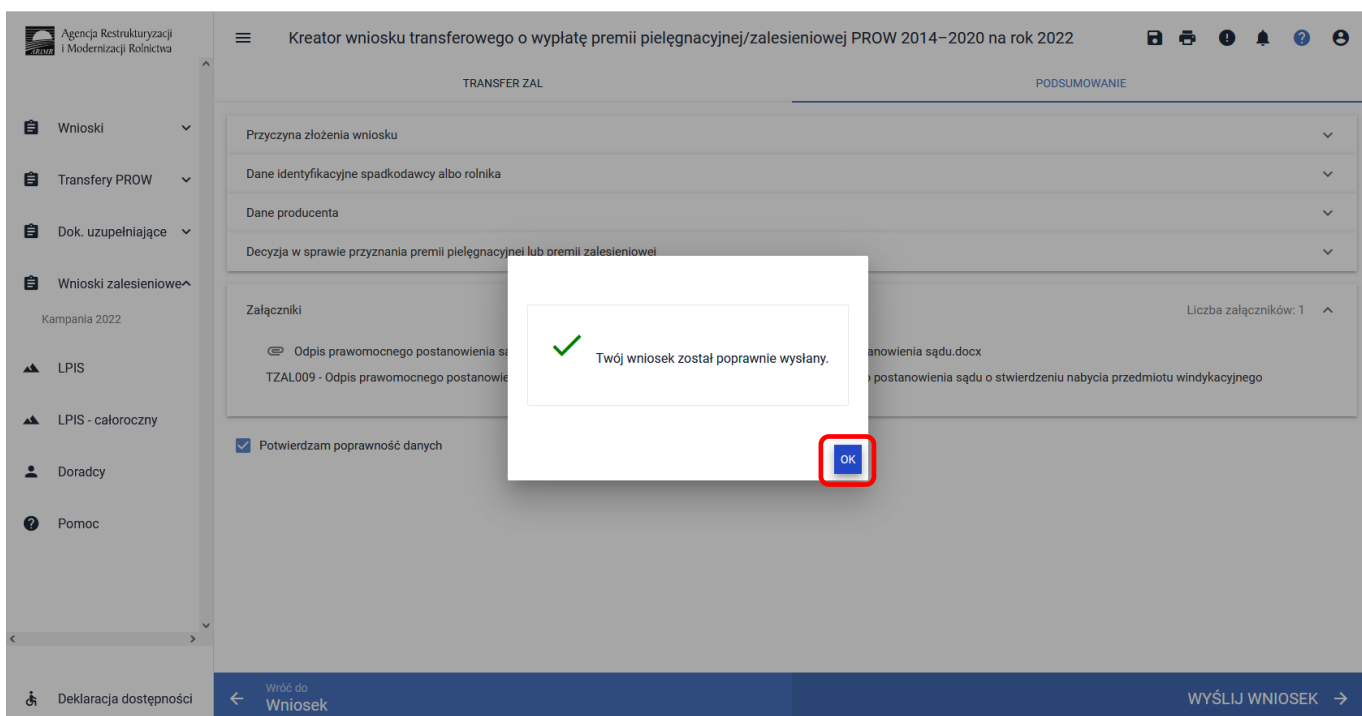 Agencja Restrukturyzacji
i Modernizacji Rolnictwa
ARiMR
Kreator wniosku transferowego o wypłatę premii pielęgnacyjnej/zalesieniowej PROW 2014–2020 na rok 2022
TRANSFER ZAL
PODSUMOWANIE
Wnioski
Transfery PROW
Dok. uzupełniające
Wnioski zalesieniowe
Kampania 2022
LPIS
LPIS - całoroczny
Doradcy
Pomoc
Deklaracja dostępności
Przyczyna złożenia wniosku
Dane identyfikacyjne spadkodawcy albo rolnika
Dane producenta
Decyzja w sprawie przyznania premii pielęgnacyjnej lub premii zalesieniowej
Załączniki
Liczba załączników: 1
Odpis prawomocnego postanowienia są
anowienia sądu.docx
TZAL009 - Odpis prawomocnego postanowie
postanowienia sądu o stwierdzeniu nabycia przedmiotu windykacyjnego
Potwierdzam poprawność danych
Twój wniosek został poprawnie wysłany.
OK
Wróć do
Wniosek
WYŚLIJ WNIOSEK